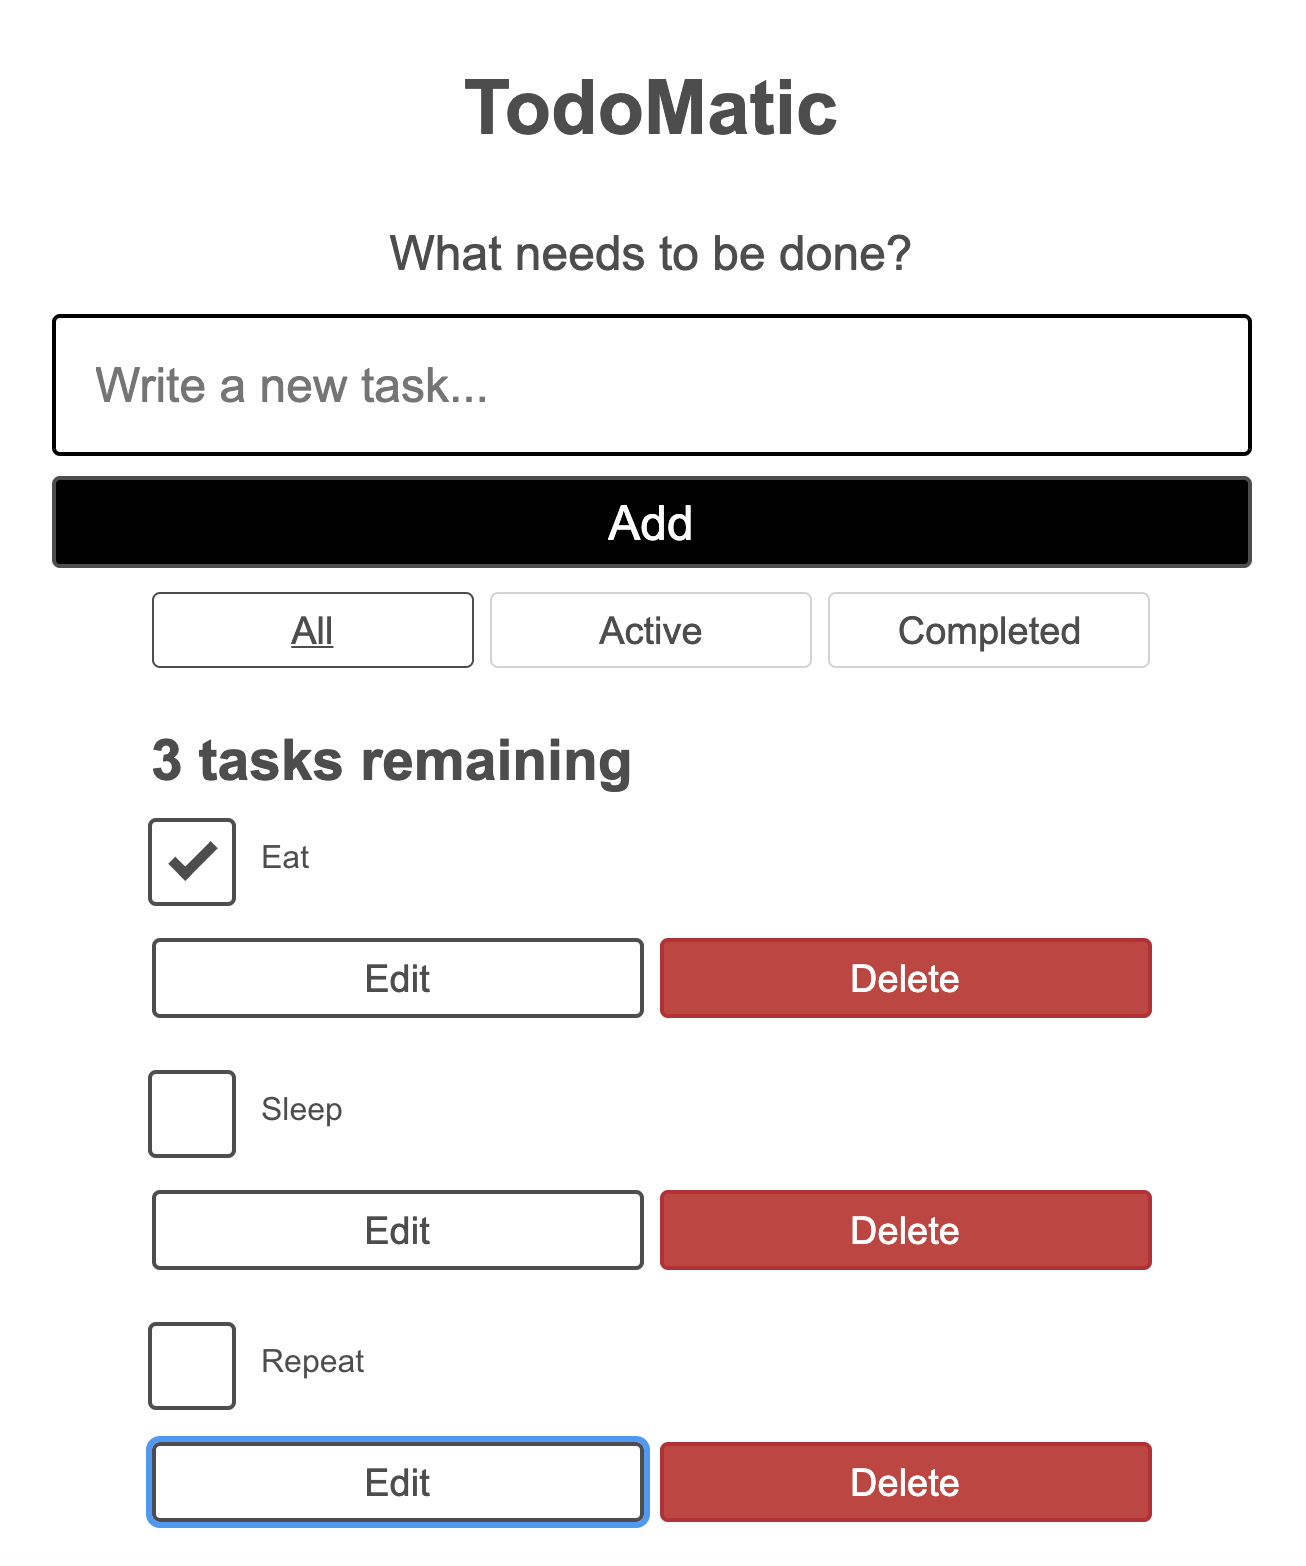 TodoMatic
What needs to be done?
Write a new task...
Add
All Active Completed
3 tasks remaining
Eat
Edit Delete
Sleep
Edit Delete
Repeat
Edit Delete